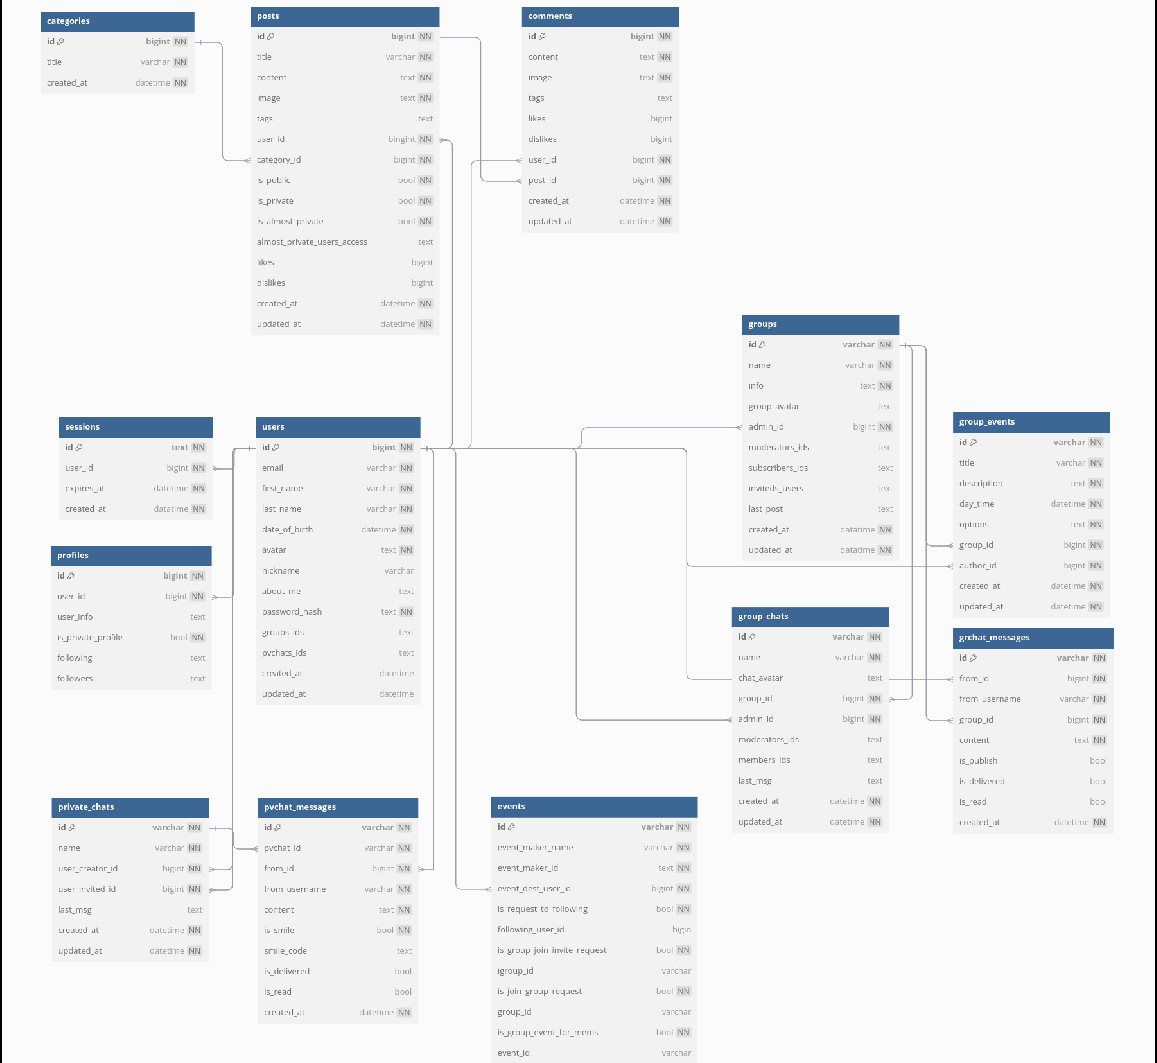 categories
id bigint NN
title varchar NN
created_at datetime NN
posts
id bigint NN
title varchar NN
content text NN
image text NN
tags text
user_id bingint NN
category_id bigint NN
is_public bool NN
is_private bool NN
is_almost_private bool NN
almost_private_users_access text
likes bigint
dislikes bigint
created_at datetime NN
updated_at datetime NN
comments
id bigint NN
content text NN
image text NN
tags text
likes bigint
dislikes bigint
user_id bigint NN
post_id bigint NN
created_at datetime NN
updated_at datetime NN
groups
id varchar NN
name varchar NN
info text NN
group_avatar text
admin_id bigint NN
moderators_ids text
subscribers_ids text
inviteds_users text
last_post text
created_at datatime NN
updated_at datatime NN
group_events
id varchar NN
title varchar NN
description text NN
day_time datetime NN
options text NN
group_id bigint NN
author_id bigint NN
created_at datetime NN
updated_at datetime NN
sessions
id text NN
user_id bigint NN
expires_at datetime NN
created_at datatime NN
users
id bigint NN
email varchar NN
first_name varchar NN
last_name varchar NN
date_of_birth datetime NN
avatar text NN
nickname varchar
about_me text
password_hash text NN
groups_ids text
pvchats_ids text
created_at datetime
updated_at datetime
profiles
id bigint NN
user_id bigint NN
user_info text
is_private_profile bool NN
following text
followers text
group_chats
id varchar NN
name varchar NN
chat_avatar text
group_id bigint NN
admin_id bigint NN
moderators_ids text
members_ids text
last_msg text
created_at datetime NN
updated_at datetime NN
grchat_messages
id varchar NN
from_id bigint NN
from_username varchar NN
group_id bigint NN
content text NN
is_publish bool
is_delivered bool
is_read bool
created_at datetime NN
private_chats
id varchar NN
name varchar NN
user_creator_id bigint NN
user_invited_id bigint NN
last_msg text
created_at datetime NN
updated_at datetime NN
pvchat_messages
id varchar NN
pvchat_id varchar NN
from_id bigint NN
from_username varchar NN
content text NN
is_smile bool NN
smile_code text
is_delivered bool
is_read bool
created_at datetime NN
events
id varchar NN
event_maker_name varchar NN
event_maker_id text NN
event_dest_user_id bigint NN
is_request_to_following bool NN
following_user_id bigin
is_group_join_invite_request bool NN
igroup_id varchar
is_join_group_request bool NN
group_id varchar
is_group_event_for_mems bool NN
event_id varchar